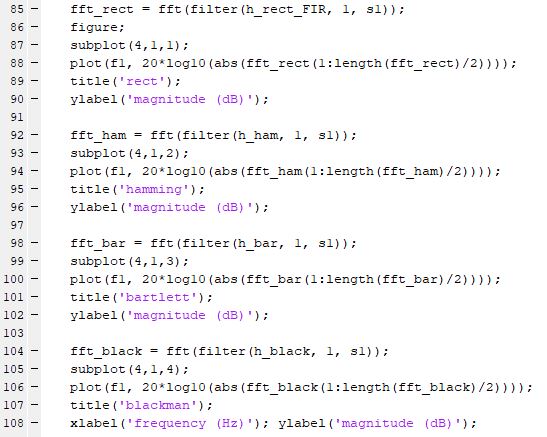 85 - fft_rect = fft(filter(h_rect_FIR, 1, s1));
86 - figure;
87 - subplot(4,1,1);
88 - plot(f1, 20*log10(abs(fft_rect(1:length(fft_rect)/2))));
89 - title('rect');
90 - ylabel('magnitude (dB)');
91
92 - fft_ham = fft(filter(h_ham, 1, s1));
93 - subplot(4,1,2);
94 - plot(f1, 20*log10(abs(fft_ham(1:length(fft_ham)/2))));
95 - title('hamming');
96 - ylabel('magnitude (dB)');
97
98 - fft_bar = fft(filter(h_bar, 1, s1));
99 - subplot(4,1,3);
100 - plot(f1, 20*log10(abs(fft_bar(1:length(fft_bar)/2))));
101 - title('bartlett');
102 - ylabel('magnitude (dB)');
103
104 - fft_black = fft(filter(h_black, 1, s1));
105 - subplot(4,1,4);
106 - plot(f1, 20*log10(abs(fft_black(1:length(fft_black)/2))));
107 - title('blackman');
108 - xlabel('frequency (Hz)'); ylabel('magnitude (dB)');